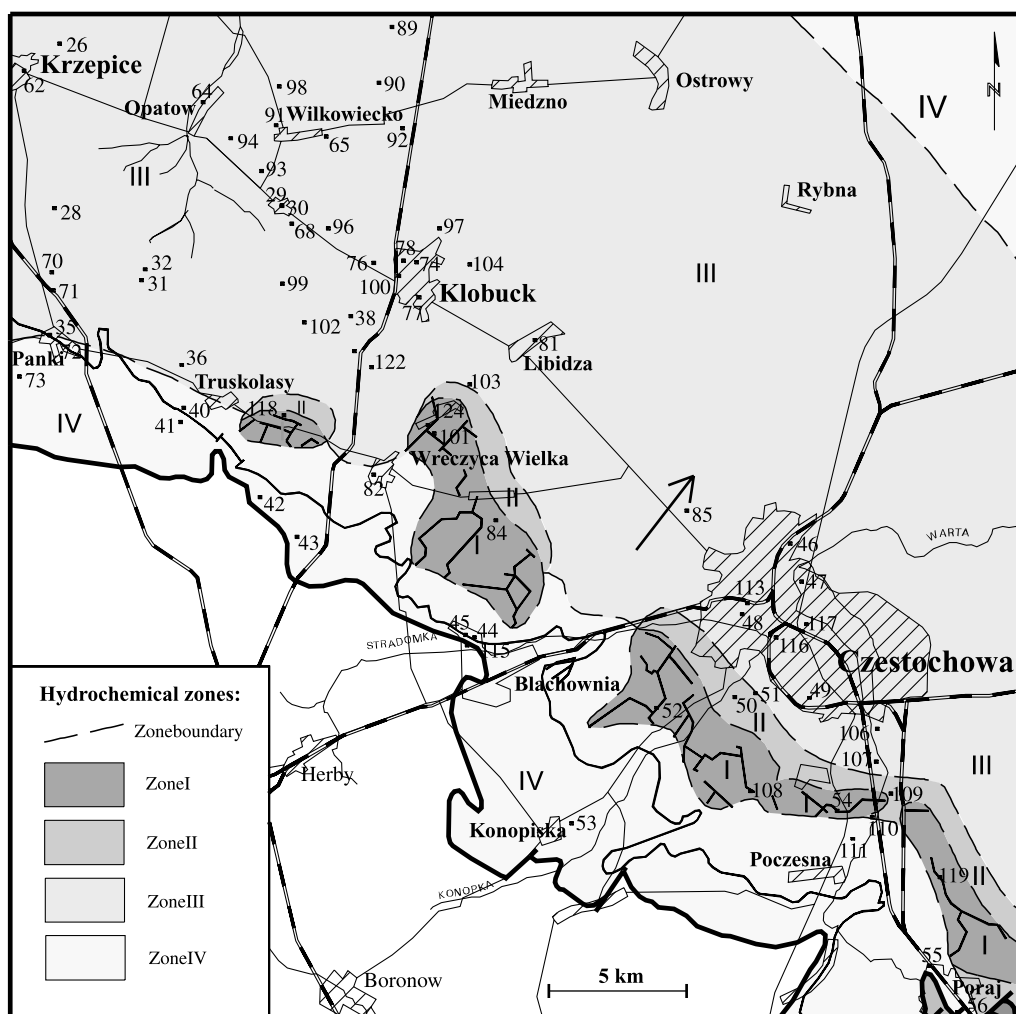 89
26
Krzepice
62
98
90
Miedzno
Ostrowy
IV
N
64
Opatow
91
Wilkowiecko
94
65
92
III
93
29
30
Rybna
28
68
96
97
78
76
74
104
III
70
32
31
71
99
100
Klobuck
77
38
102
35
72
Panki
81
Libidza
36
122
73
Truskolasy
103
40
118
II
124
IV
41
101
Wreczyca Wielka
82
II
42
85
84
43
I
46
WARTA
47
113
48
45
44
115
STRADOMKA
117
116
Czestochowa
Blachownia
51
50
49
52
II
106
107
III
Herby
IV
I
108
I
54
109
Konopiska
53
110
111
Poczesna
119
II
KONOPKA
I
55
Boronow
Poraj
56
5 km
Hydrochemical zones:
Zoneboundary
ZoneI
ZoneII
ZoneIII
ZoneIV